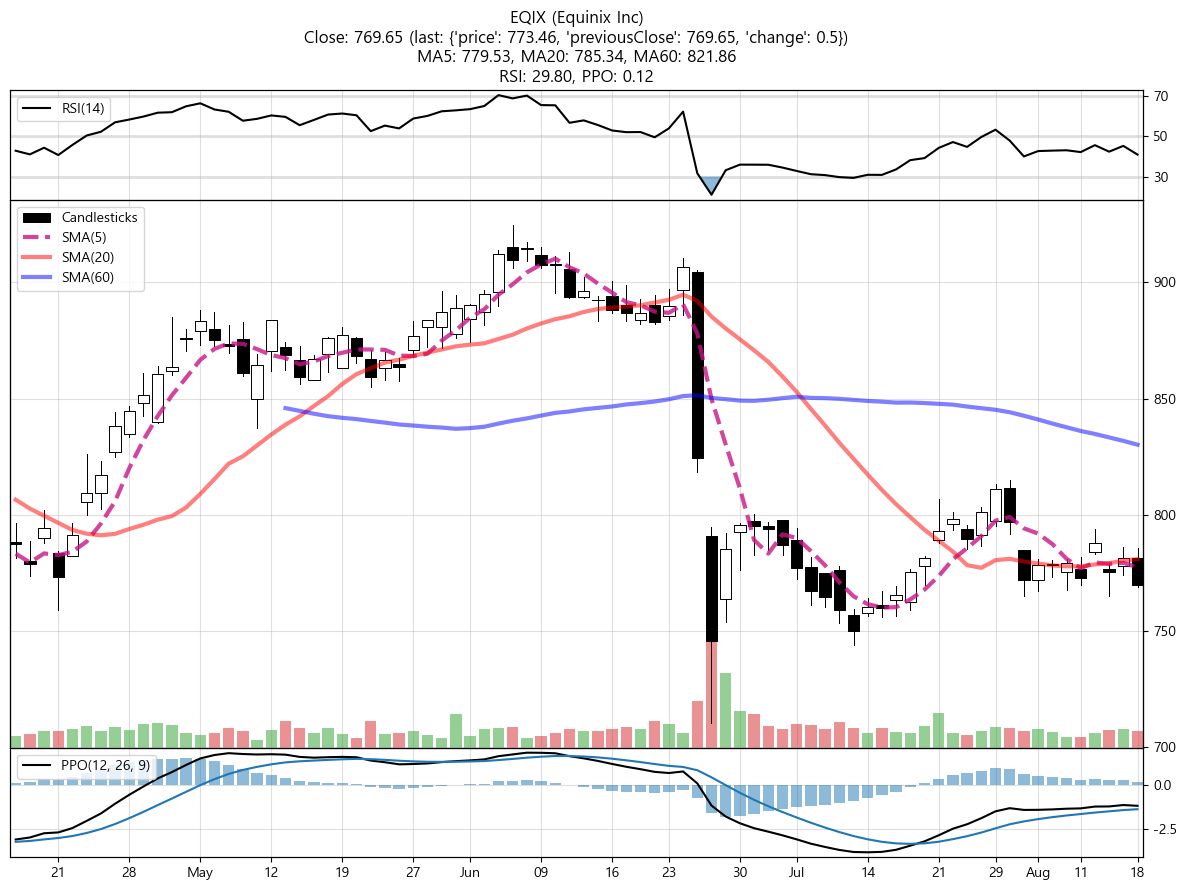 EQIX (Equinix Inc)
Close: 769.65 (last: {'price': 773.46, 'previousClose': 769.65, 'change': 0.5})
MA5: 779.53, MA20: 785.34, MA60: 821.86
RSI: 29.80, PPO: 0.12
RSI(14)
70
50
30
Candlesticks
SMA(5)
SMA(20)
SMA(60)
900
850
800
750
700
PPO(12, 26, 9)
0.0
-2.5
21 28 May 12 19 27 Jun 09 16 23 30 Jul 14 21 29 Aug 11 18